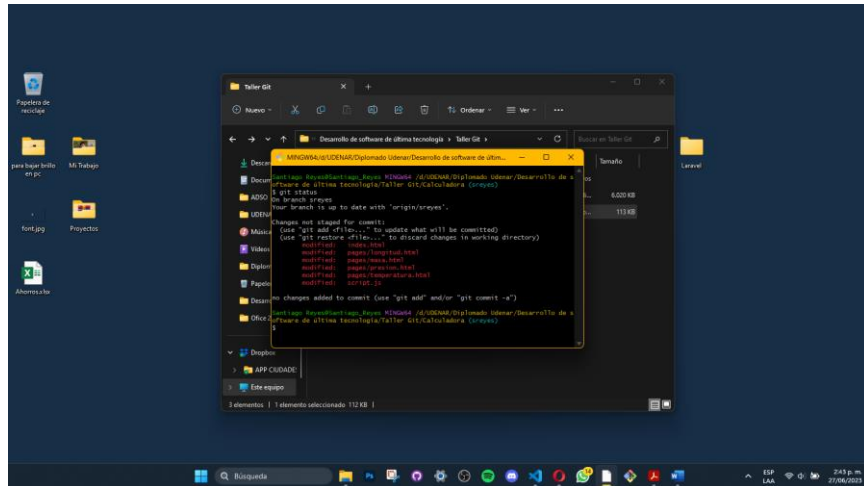 Papelera de
reciclaje
para bajar brillo
en pc
Mi Trabajo
font.jpg
Proyectos
Ahorros.xlsx
Laravel
Taller Git
Nuevo
Ordenar
Ver
Desarrollo de software de última tecnología > Taller Git >
Buscar en Taller Git
Tamaño
6.020 KB
113 KB
ADSO
Música
Vídeos
Dropbox
APP CIUDADE
Este equipo
3 elementos | 1 elemento seleccionado 112 KB |
MINGW64:/d/UDENAR/Diplomado Udenar/Desarrollo de software de últim...
Santiago Reyes@Santiago_Reyes MINGW64 /d/UDENAR/Diplomado Udenar/Desarrollo de s
oftware de última tecnología/Taller Git/Calculadora (sreyes)
$ git status
On branch sreyes
Your branch is up to date with 'origin/sreyes'.
Changes not staged for commit:
(use "git add <file>..." to update what will be committed)
(use "git restore <file>..." to discard changes in working directory)
modified: index.html
modified: pages/longitud.html
modified: pages/masa.html
modified: pages/presion.html
modified: pages/temperatura.html
modified: script.js
no changes added to commit (use "git add" and/or "git commit -a")
Santiago Reyes@Santiago_Reyes MINGW64 /d/UDENAR/Diplomado Udenar/Desarrollo de s
oftware de última tecnología/Taller Git/Calculadora (sreyes)
$
Búsqueda
ESP
LAA
2:43 p. m.
27/06/2023